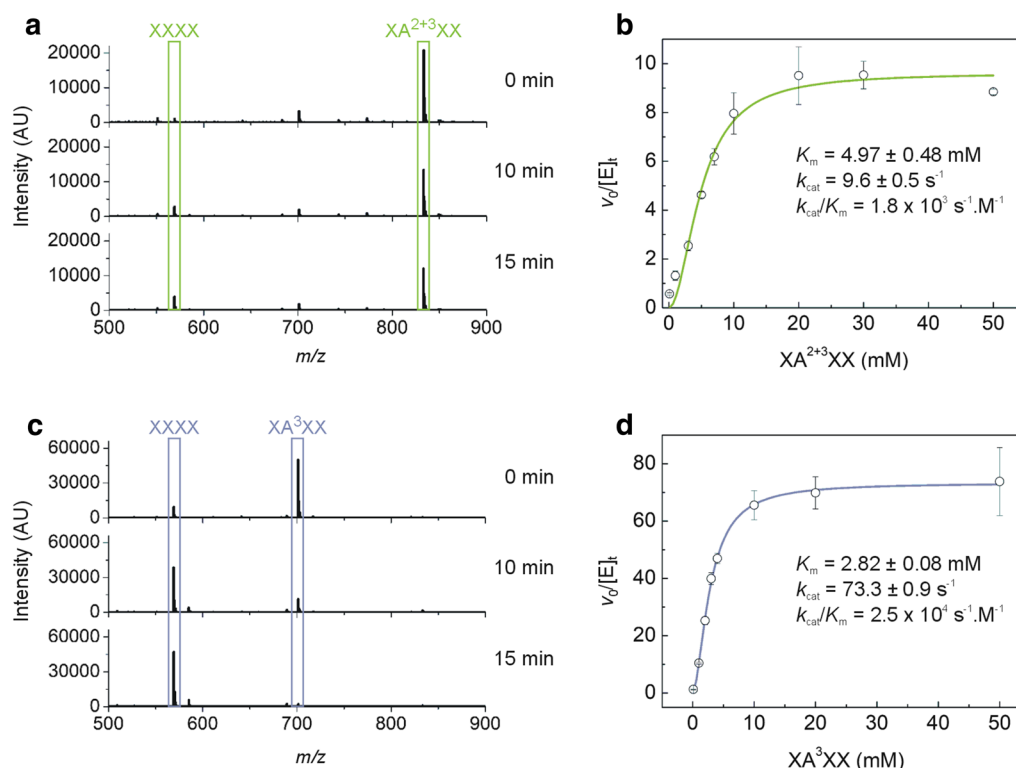 a
XXXX
XA²⁺³XX
20000
10000
0
0 min
20000
10000
0
10 min
20000
10000
0
15 min
Intensity (AU)
500 600 700 800 900
m/z
b
10
8
6
4
2
0
v₀/[E]ₜ
Kₘ = 4.97 ± 0.48 mM
k_cat = 9.6 ± 0.5 s⁻¹
k_cat/Kₘ = 1.8 x 10³ s⁻¹.M⁻¹
0 10 20 30 40 50
XA²⁺³XX (mM)
c
XXXX
XA³XX
60000
30000
0
0 min
60000
30000
0
10 min
60000
30000
0
15 min
Intensity (AU)
500 600 700 800 900
m/z
d
80
60
40
20
0
v₀/[E]ₜ
Kₘ = 2.82 ± 0.08 mM
k_cat = 73.3 ± 0.9 s⁻¹
k_cat/Kₘ = 2.5 x 10⁴ s⁻¹.M⁻¹
0 10 20 30 40 50
XA³XX (mM)